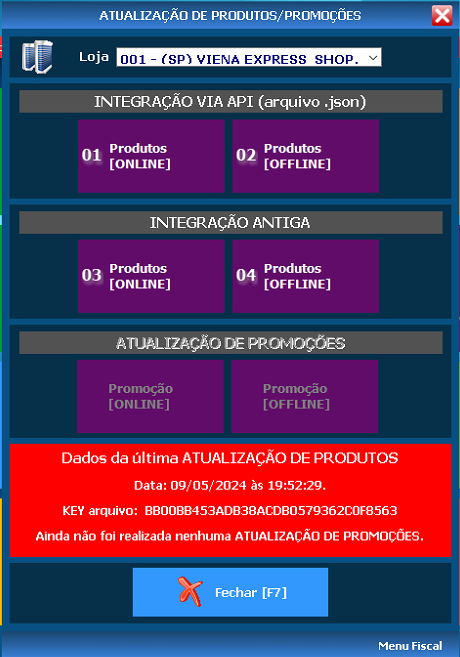 ATUALIZAÇÃO DE PRODUTOS/PROMOÇÕES
Loja 001 - (SP) VIENA EXPRESS SHOP.
INTEGRAÇÃO VIA API (arquivo .json)
01 Produtos [ONLINE]
02 Produtos [OFFLINE]
INTEGRAÇÃO ANTIGA
03 Produtos [ONLINE]
04 Produtos [OFFLINE]
ATUALIZAÇÃO DE PROMOÇÕES
Promoção [ONLINE]
Promoção [OFFLINE]
Dados da última ATUALIZAÇÃO DE PRODUTOS
Data: 09/05/2024 às 19:52:29.
KEY arquivo: BB00BB453ADB38ACDB0579362C0F8563
Ainda não foi realizada nenhuma ATUALIZAÇÃO DE PROMOÇÕES.
Fechar [F7]
Menu Fiscal